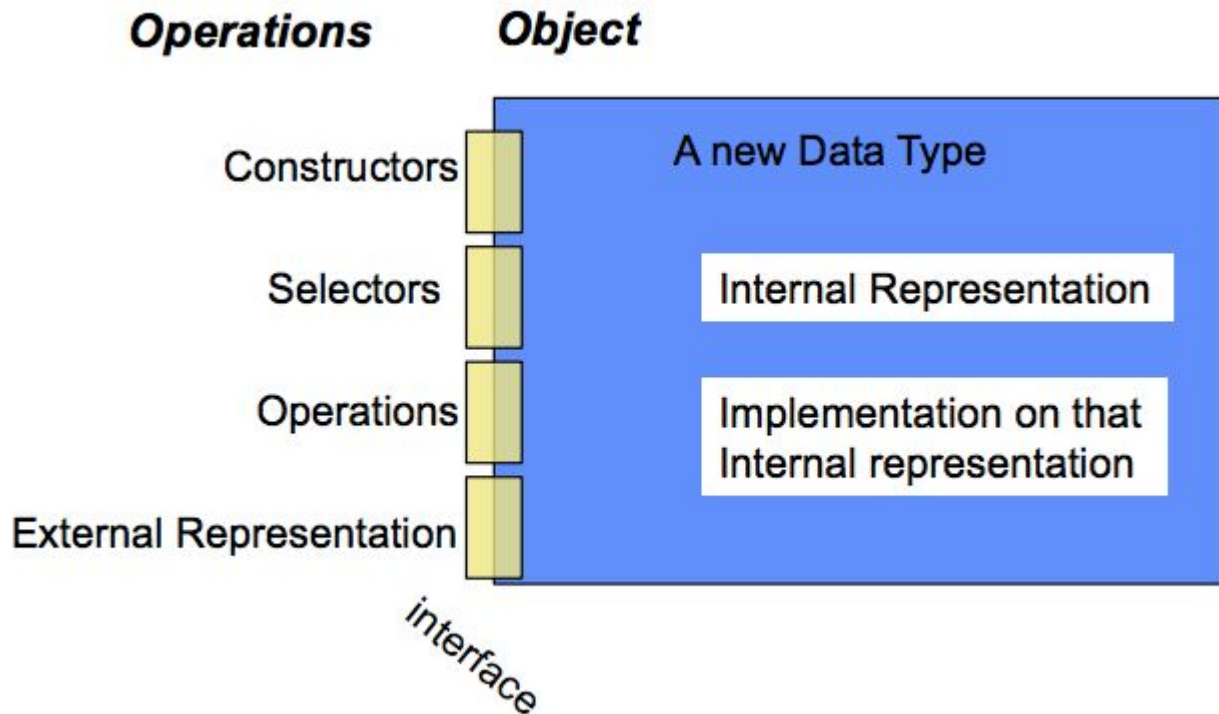 Operations
Object
A new Data Type
Constructors
Selectors
Internal Representation
Operations
Implementation on that
Internal representation
External Representation
interface